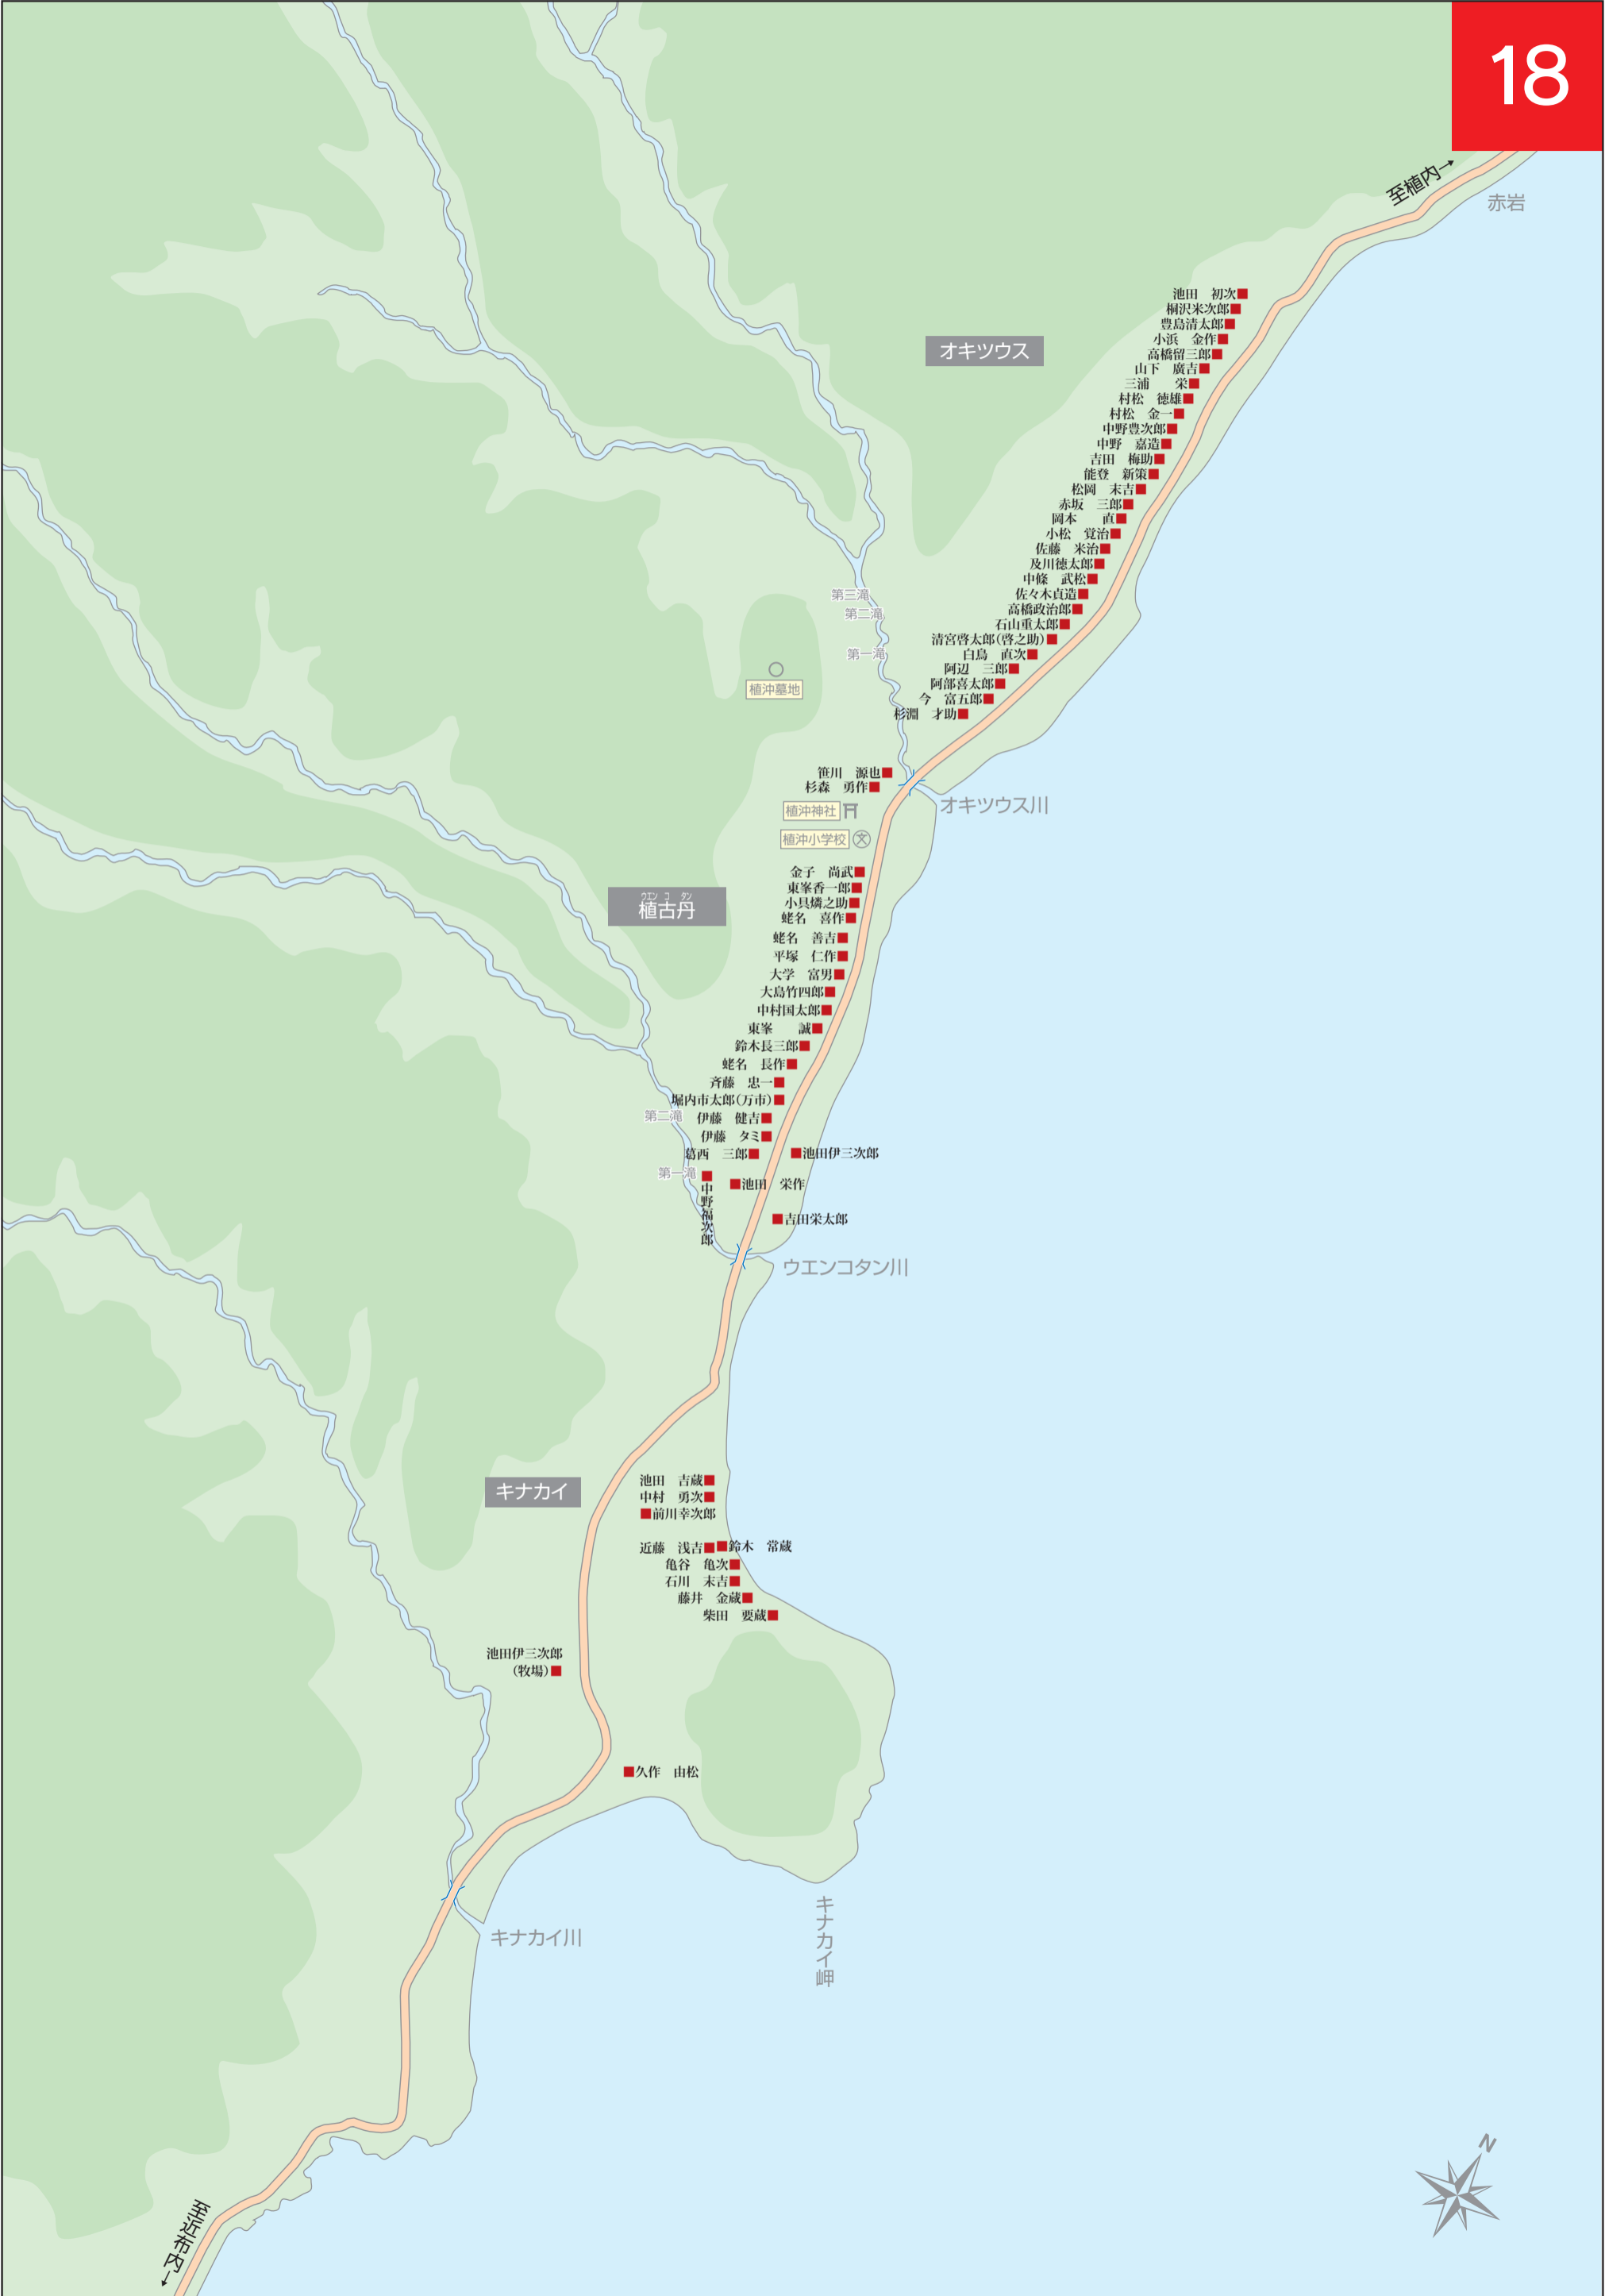 18
至植内→
赤岩
池田　初次
桐沢米次郎
豊島清太郎
小浜　金作
オキツウス
高橋留三郎
山下　廣吉
三浦　　栄
村松　徳雄
村松　金一
中野豊次郎
中野　嘉造
吉田　梅助
能登　新策
松岡　末吉
赤坂　三郎
岡本　　直
小松　覚治
佐藤　米治
及川徳太郎
中條　武松
佐々木貞造
高橋政治郎
石山重太郎
清宮啓太郎(啓之助)
白鳥　直次
阿辺　三郎
阿部喜太郎
今　富五郎
杉淵　才助
第三滝
第二滝
第一滝
植沖墓地
笹川　源也
杉森　勇作
植沖神社
オキツウス川
植沖小学校
文
金子　尚武
東峯香一郎
小貝燐之助
蛯名　喜作
ウエン コ タン
植古丹
蛯名　善吉
平塚　仁作
大学　富男
大島竹四郎
中村国太郎
東峯　　誠
鈴木長三郎
蛯名　長作
斉藤　忠一
堀内市太郎(万市)
第二滝
伊藤　健吉
伊藤　タミ
葛西　三郎
池田伊三次郎
第一滝
中野福次郎
池田　栄作
吉田栄太郎
ウエンコタン川
キナカイ
池田　吉蔵
中村　勇次
前川幸次郎
近藤　浅吉
鈴木　常蔵
亀谷　亀次
石川　末吉
藤井　金蔵
柴田　要蔵
池田伊三次郎
(牧場)
久作　由松
キナカイ岬
キナカイ川
N
至近布内→